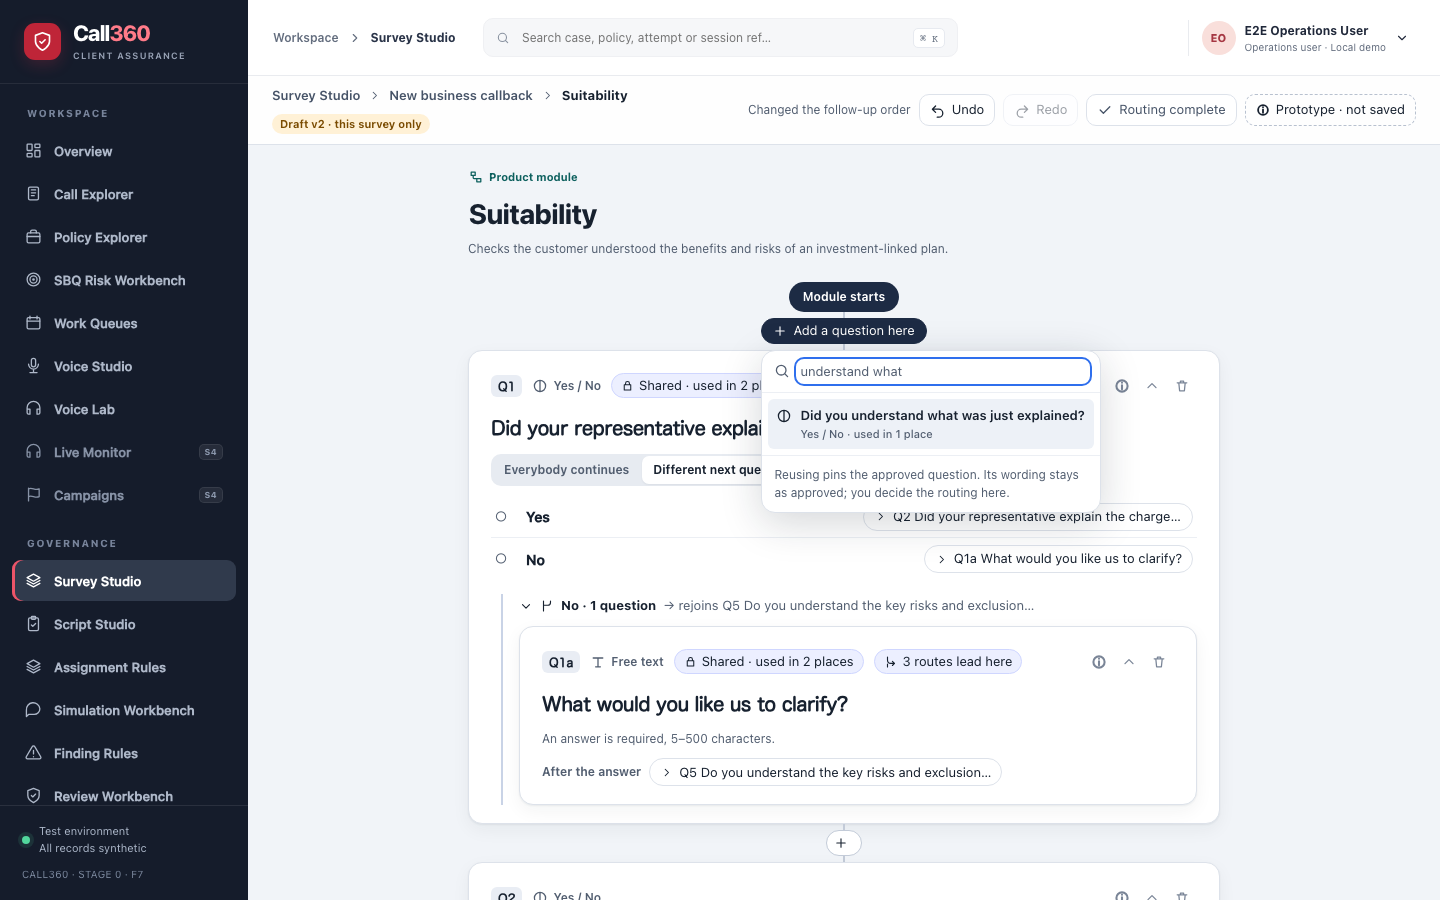 Call360
CLIENT ASSURANCE
WORKSPACE
Overview
Call Explorer
Policy Explorer
SBQ Risk Workbench
Work Queues
Voice Studio
Voice Lab
Live Monitor S4
Campaigns S4
GOVERNANCE
Survey Studio
Script Studio
Assignment Rules
Simulation Workbench
Finding Rules
Review Workbench
Test environment
All records synthetic
CALL360 · STAGE 0 · F7
Workspace > Survey Studio
Search case, policy, attempt or session ref...
⌘ K
EO
E2E Operations User
Operations user · Local demo
Survey Studio > New business callback > Suitability
Draft v2 · this survey only
Changed the follow-up order
Undo
Redo
Routing complete
Prototype · not saved
Product module
Suitability
Checks the customer understood the benefits and risks of an investment-linked plan.
Module starts
+ Add a question here
understand what
Did you understand what was just explained?
Yes / No · used in 1 place
Reusing pins the approved question. Its wording stays
as approved; you decide the routing here.
Q1 Yes / No Shared · used in 2
Did your representative
Everybody continues Different next
Yes
Q2 Did your representative explain the charge...
No
Q1a What would you like us to clarify?
No · 1 question → rejoins Q5 Do you understand the key risks and exclusion...
Q1a Free text Shared · used in 2 places 3 routes lead here
What would you like us to clarify?
An answer is required, 5–500 characters.
After the answer Q5 Do you understand the key risks and exclusion...
+
Q2 Yes / No